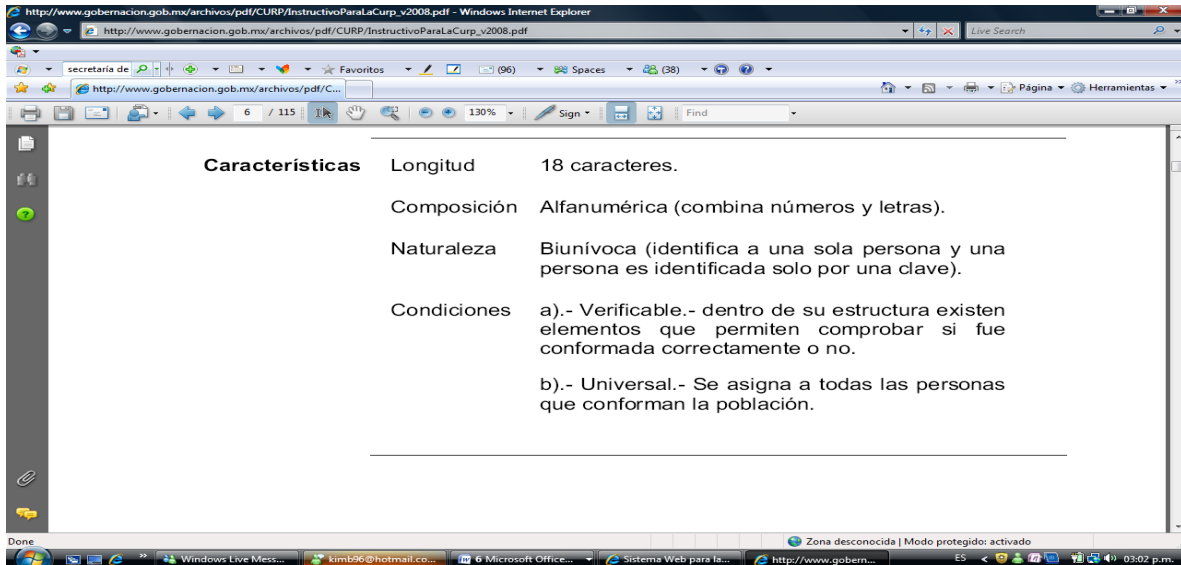 http://www.gobernacion.gob.mx/archivos/pdf/CURP/InstructivoParaLaCurp_v2008.pdf - Windows Internet Explorer
http://www.gobernacion.gob.mx/archivos/pdf/CURP/InstructivoParaLaCurp_v2008.pdf Live Search
secretaría de Favoritos (96) Spaces (38)
http://www.gobernacion.gob.mx/archivos/pdf/C... Página Herramientas
6 / 115 130% Sign Find
Características Longitud 18 caracteres.
Composición Alfanumérica (combina números y letras).
Naturaleza Biunívoca (identifica a una sola persona y una
persona es identificada solo por una clave).
Condiciones a).- Verificable.- dentro de su estructura existen
elementos que permiten comprobar si fue
conformada correctamente o no.
b).- Universal.- Se asigna a todas las personas
que conforman la población.
Done Zona desconocida | Modo protegido: activado
Windows Live Mess... kimb96@hotmail.co... 6 Microsoft Office... Sistema Web para la... http://www.gobern... ES 03:02 p.m.